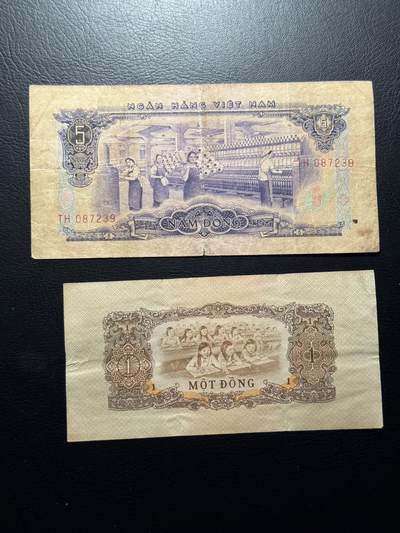 NGÂN HÀNG VIỆT NAM
5
TH 087239
TH 087239
NĂM ĐỒNG
1
1
1
MỘT ĐỒNG
1